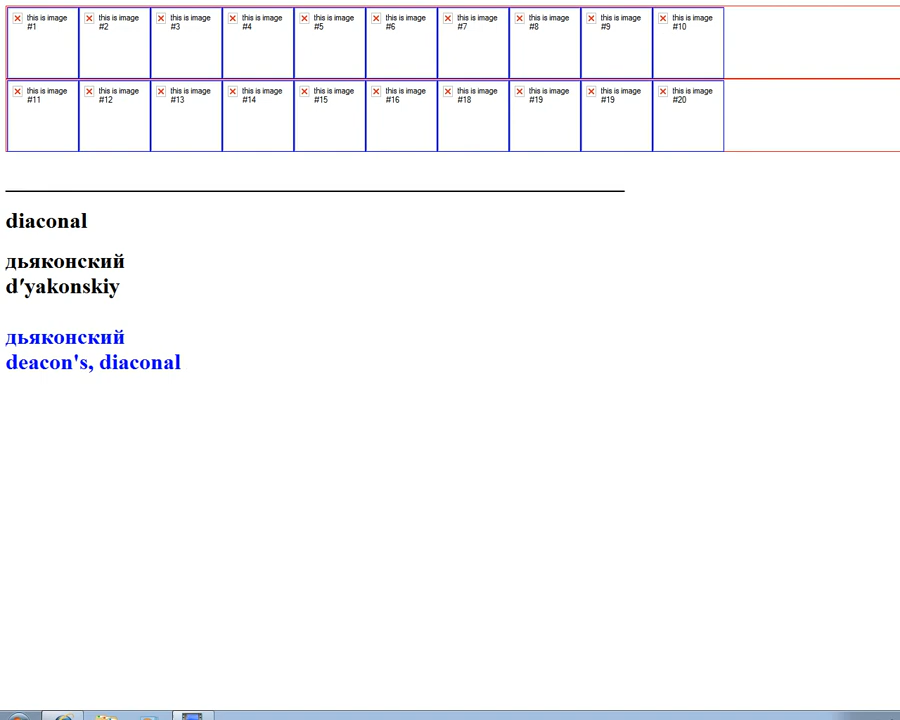 this is image #1 this is image #2 this is image #3 this is image #4 this is image #5 this is image #6 this is image #7 this is image #8 this is image #9 this is image #10
this is image #11 this is image #12 this is image #13 this is image #14 this is image #15 this is image #16 this is image #18 this is image #19 this is image #19 this is image #20
diaconal
дьяконский
d′yakonskiy
дьяконский
deacon's, diaconal